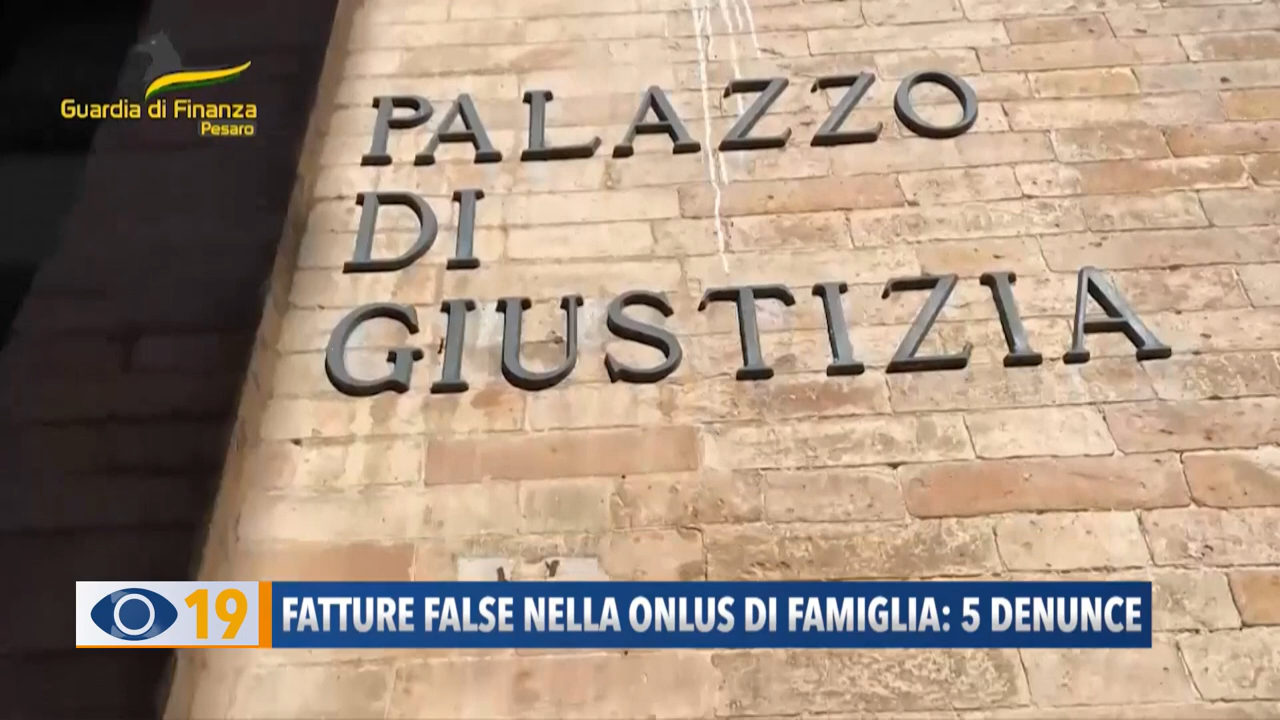 Guardia di Finanza
Pesaro
PALAZZO
DI
GIUSTIZIA
19
FATTURE FALSE NELLA ONLUS DI FAMIGLIA: 5 DENUNCE